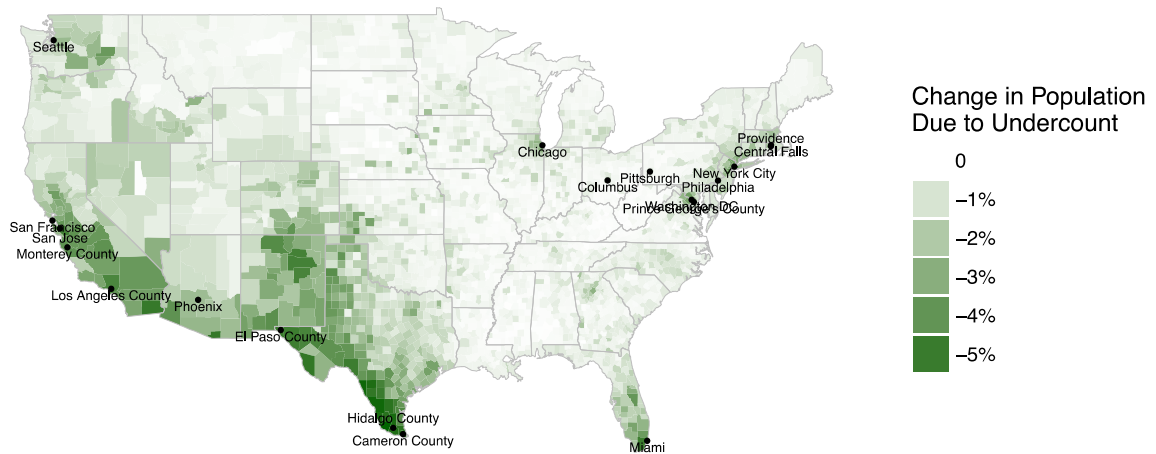 Seattle
Chicago
Providence
Central Falls
Pittsburgh
New York City
Columbus
Philadelphia
Washington DC
Prince George's County
San Francisco
San Jose
Monterey County
Los Angeles County
Phoenix
El Paso County
Hidalgo County
Cameron County
Miami
Change in Population
Due to Undercount
0
−1%
−2%
−3%
−4%
−5%